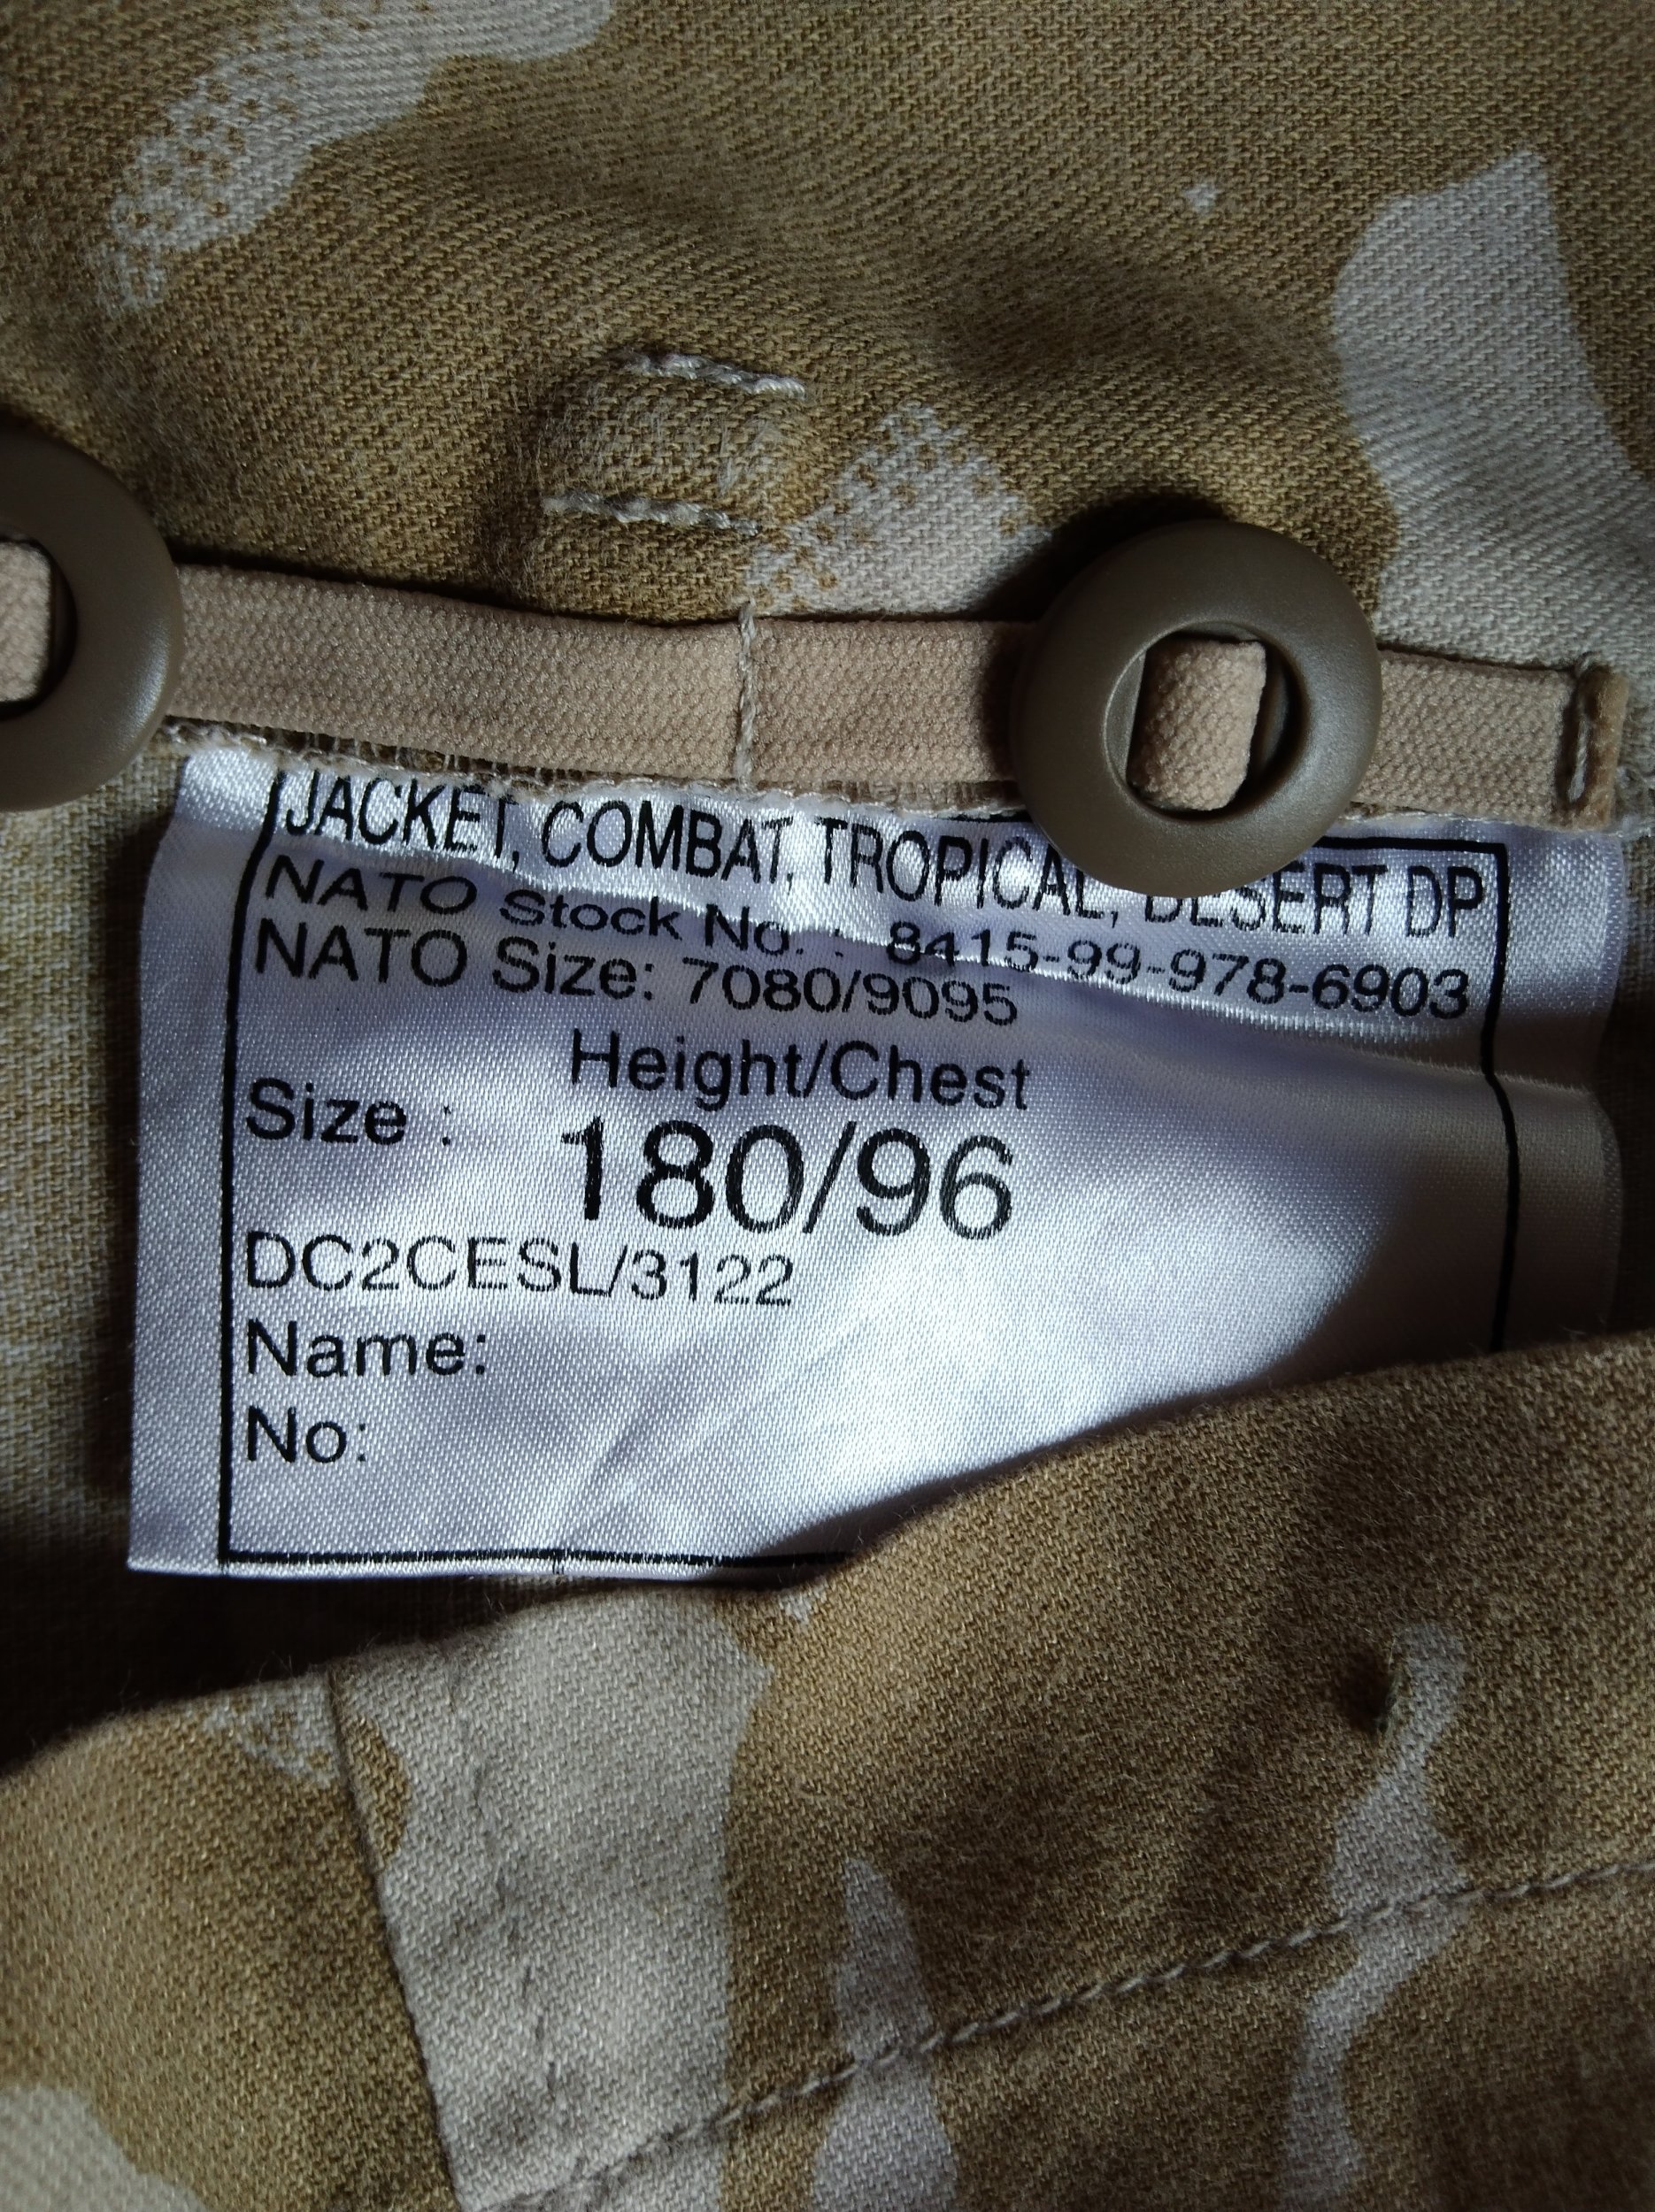 JACKET, COMBAT, TROPICAL, DESERT DP
NATO Stock No. : 8415-99-978-6903
NATO Size: 7080/9095
Height/Chest
Size : 180/96
DC2CESL/3122
Name:
No: